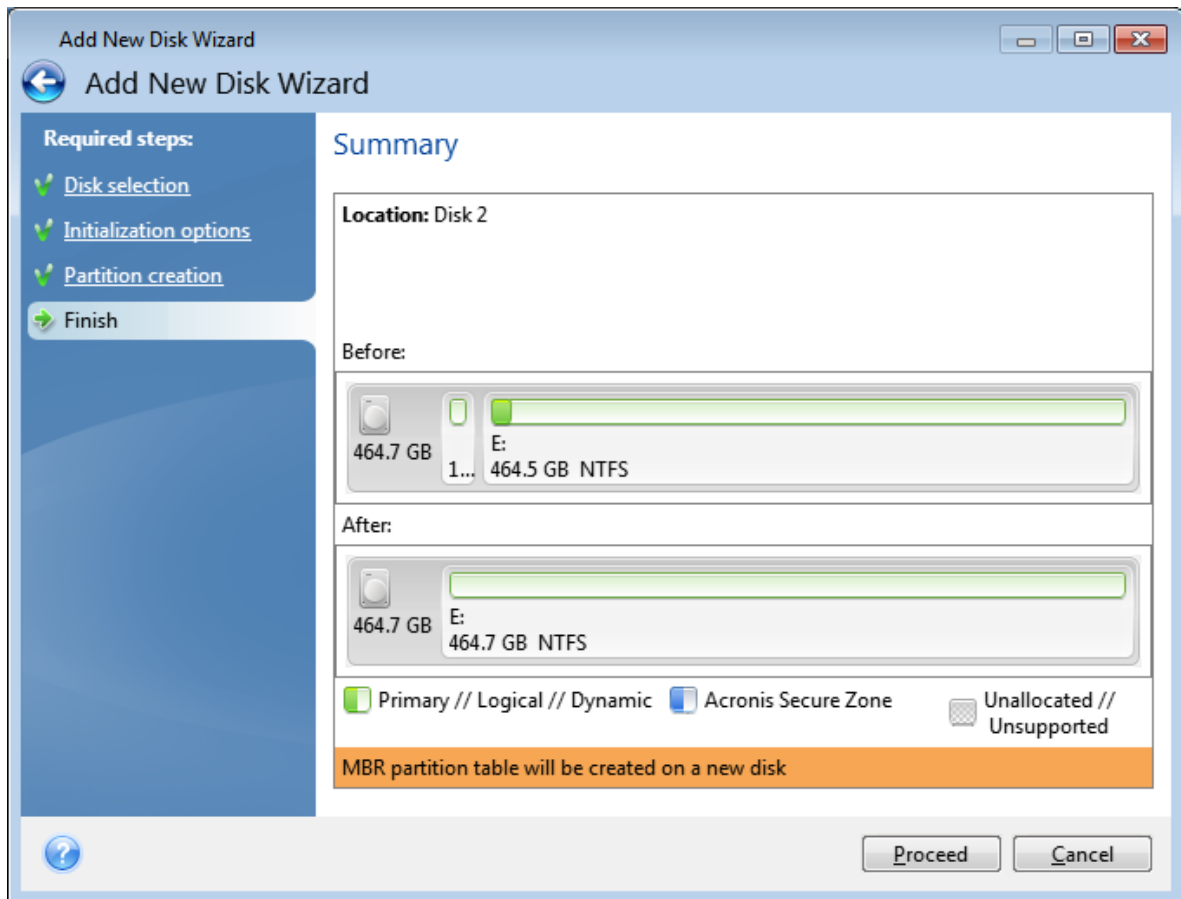 Add New Disk Wizard
Add New Disk Wizard
Required steps:
Disk selection
Initialization options
Partition creation
Finish
Summary
Location: Disk 2
Before:
464.7 GB
1...
E:
464.5 GB NTFS
After:
464.7 GB
E:
464.7 GB NTFS
Primary // Logical // Dynamic
Acronis Secure Zone
Unallocated //
Unsupported
MBR partition table will be created on a new disk
?
Proceed
Cancel